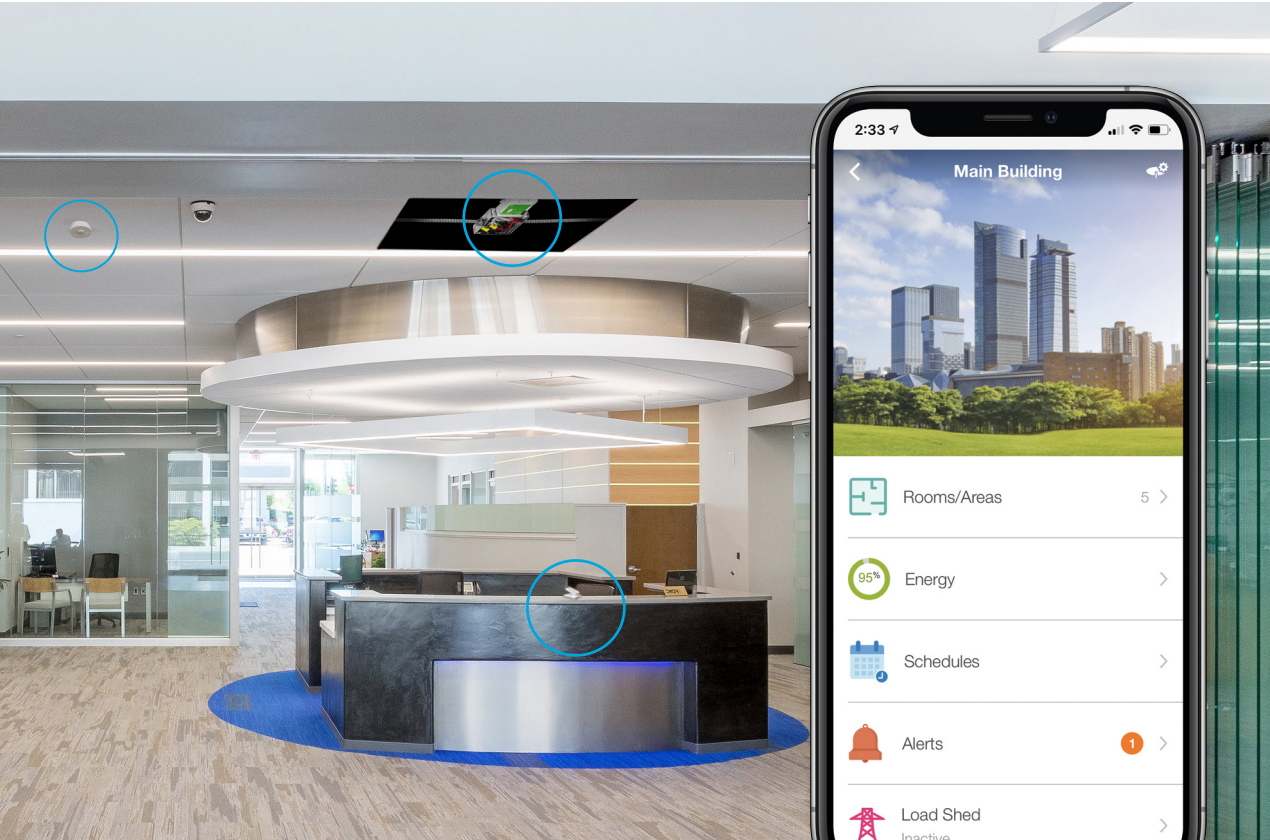 2:33
Main Building
Rooms/Areas
5
95%
Energy
Schedules
Alerts
1
Load Shed
Inactive